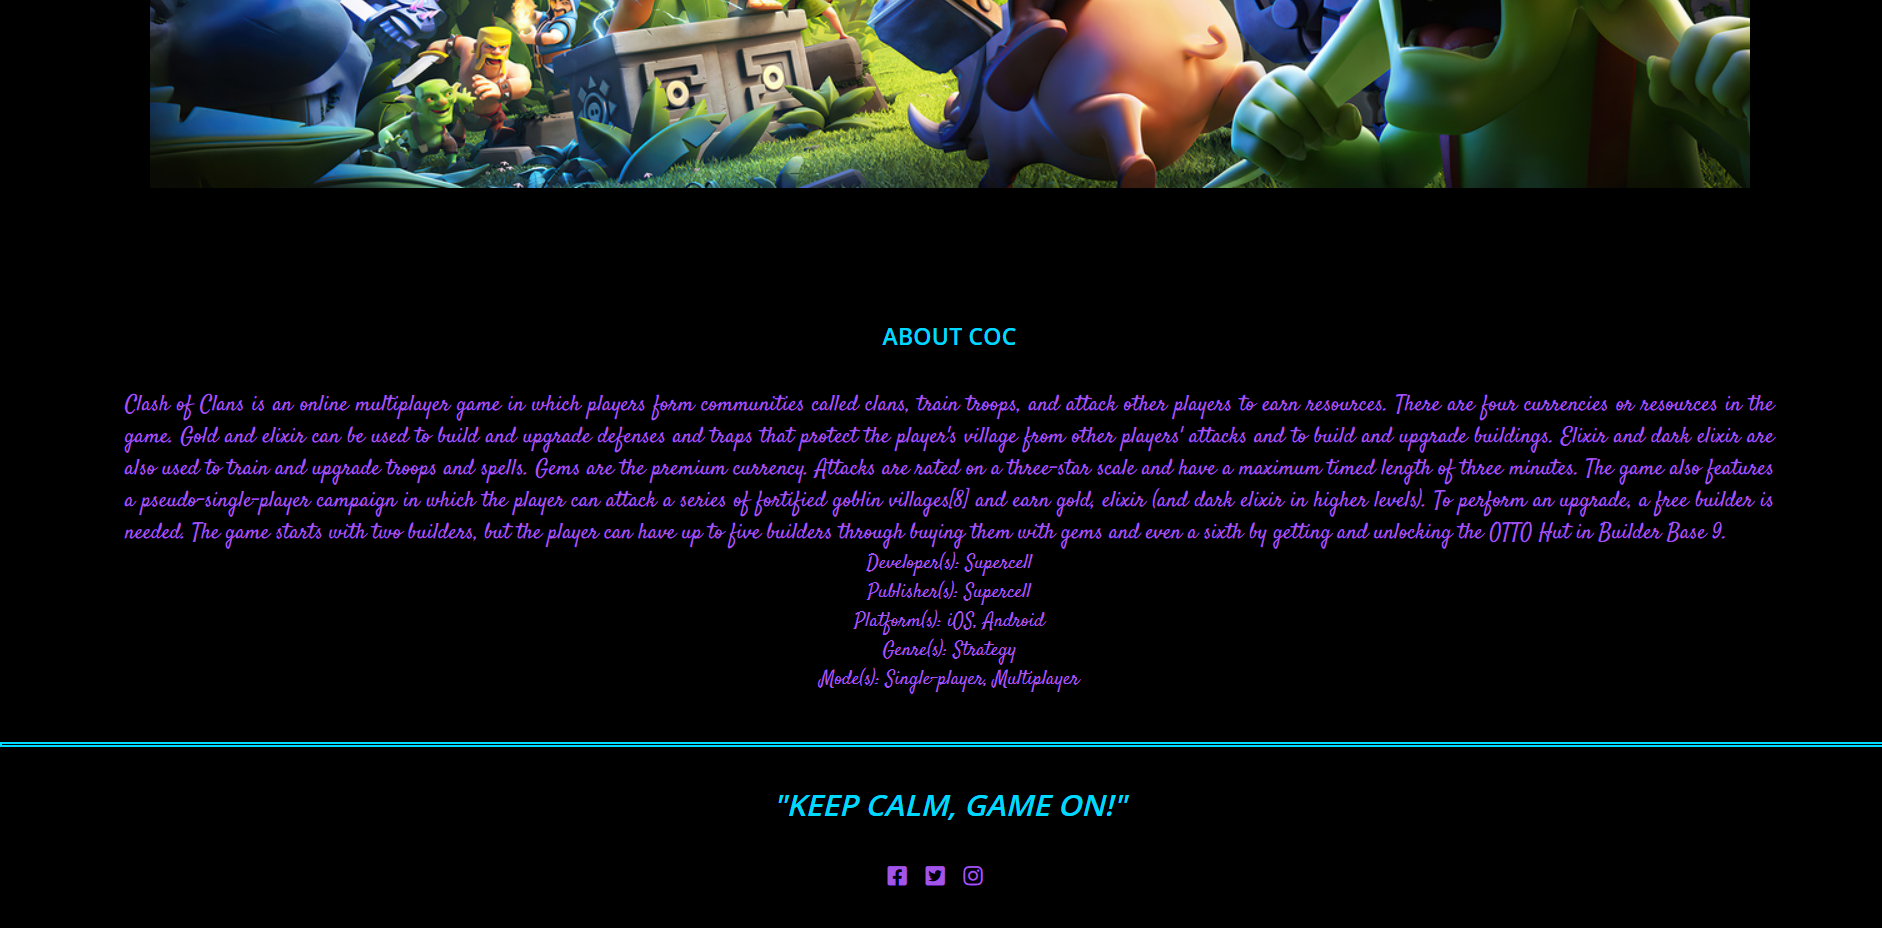 ABOUT COC
Clash of Clans is an online multiplayer game in which players form communities called clans, train troops, and attack other players to earn resources. There are four currencies or resources in the
game. Gold and elixir can be used to build and upgrade defenses and traps that protect the player's village from other players' attacks and to build and upgrade buildings. Elixir and dark elixir are
also used to train and upgrade troops and spells. Gems are the premium currency. Attacks are rated on a three-star scale and have a maximum timed length of three minutes. The game also features
a pseudo-single-player campaign in which the player can attack a series of fortified goblin villages[8] and earn gold, elixir (and dark elixir in higher levels). To perform an upgrade, a free builder is
needed. The game starts with two builders, but the player can have up to five builders through buying them with gems and even a sixth by getting and unlocking the OTTO Hut in Builder Base 9.
Developer(s): Supercell
Publisher(s): Supercell
Platform(s): iOS, Android
Genre(s): Strategy
Mode(s): Single-player, Multiplayer
"KEEP CALM, GAME ON!"